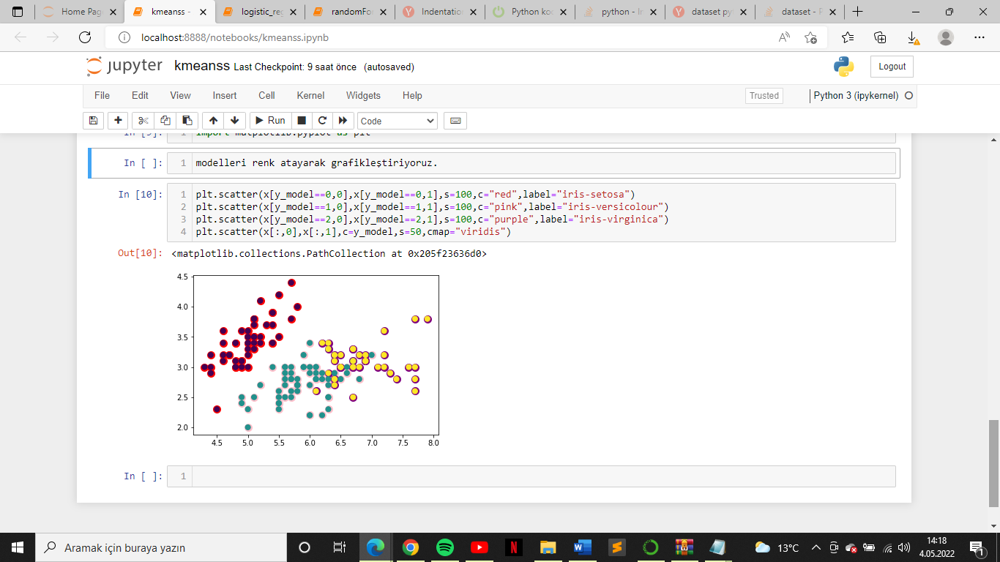 Home Pag
kmeanss -
logistic_reg
randomFo
Indentatio
Python ko
python - I
dataset py
dataset - P
localhost:8888/notebooks/kmeanss.ipynb
jupyter kmeanss Last Checkpoint: 9 saat önce (autosaved)
Logout
File Edit View Insert Cell Kernel Widgets Help
Trusted
Python 3 (ipykernel)
Run
Code
In [9]: 1 import matplotlib.pyplot as plt
In [ ]: 1 modelleri renk atayarak grafikleştiriyoruz.
In [10]: 1 plt.scatter(x[y_model==0,0],x[y_model==0,1],s=100,c="red",label="iris-setosa")
2 plt.scatter(x[y_model==1,0],x[y_model==1,1],s=100,c="pink",label="iris-versicolour")
3 plt.scatter(x[y_model==2,0],x[y_model==2,1],s=100,c="purple",label="iris-virginica")
4 plt.scatter(x[:,0],x[:,1],c=y_model,s=50,cmap="viridis")
Out[10]: <matplotlib.collections.PathCollection at 0x205f23636d0>
4.5
4.0
3.5
3.0
2.5
2.0
4.5 5.0 5.5 6.0 6.5 7.0 7.5 8.0
In [ ]: 1
Aramak için buraya yazın
13°C
14:18
4.05.2022
1